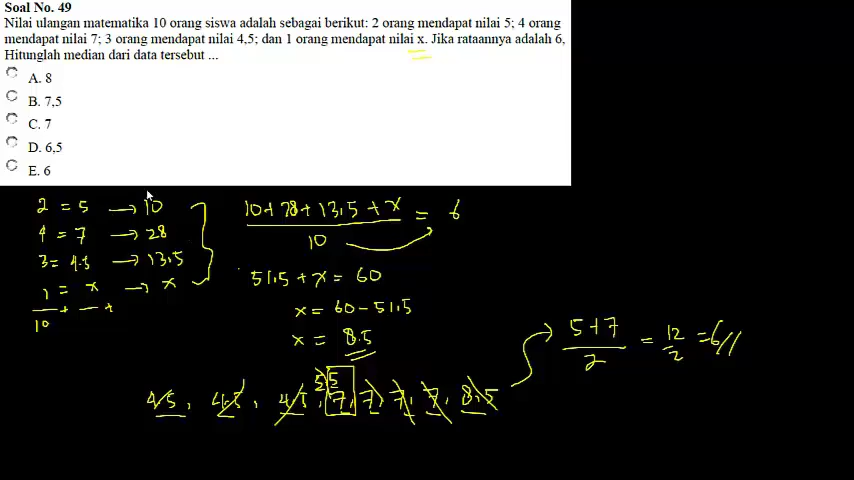 Soal No. 49
Nilai ulangan matematika 10 orang siswa adalah sebagai berikut: 2 orang mendapat nilai 5; 4 orang
mendapat nilai 7; 3 orang mendapat nilai 4,5; dan 1 orang mendapat nilai x. Jika rataannya adalah 6,
Hitunglah median dari data tersebut ...
A. 8
B. 7,5
C. 7
D. 6,5
E. 6
2 = 5 → 10
4 = 7 → 28
3 = 4.5 → 13.5
1 = x → x
10
10 + 28 + 13.5 + x = 6
10
51.5 + x = 60
x = 60 - 51.5
x = 8.5
5 + 7 = 12 = 6 //
2 2
5,5
4.5, 4.5, 4.5, 7, 7, 7, 7, 8.5